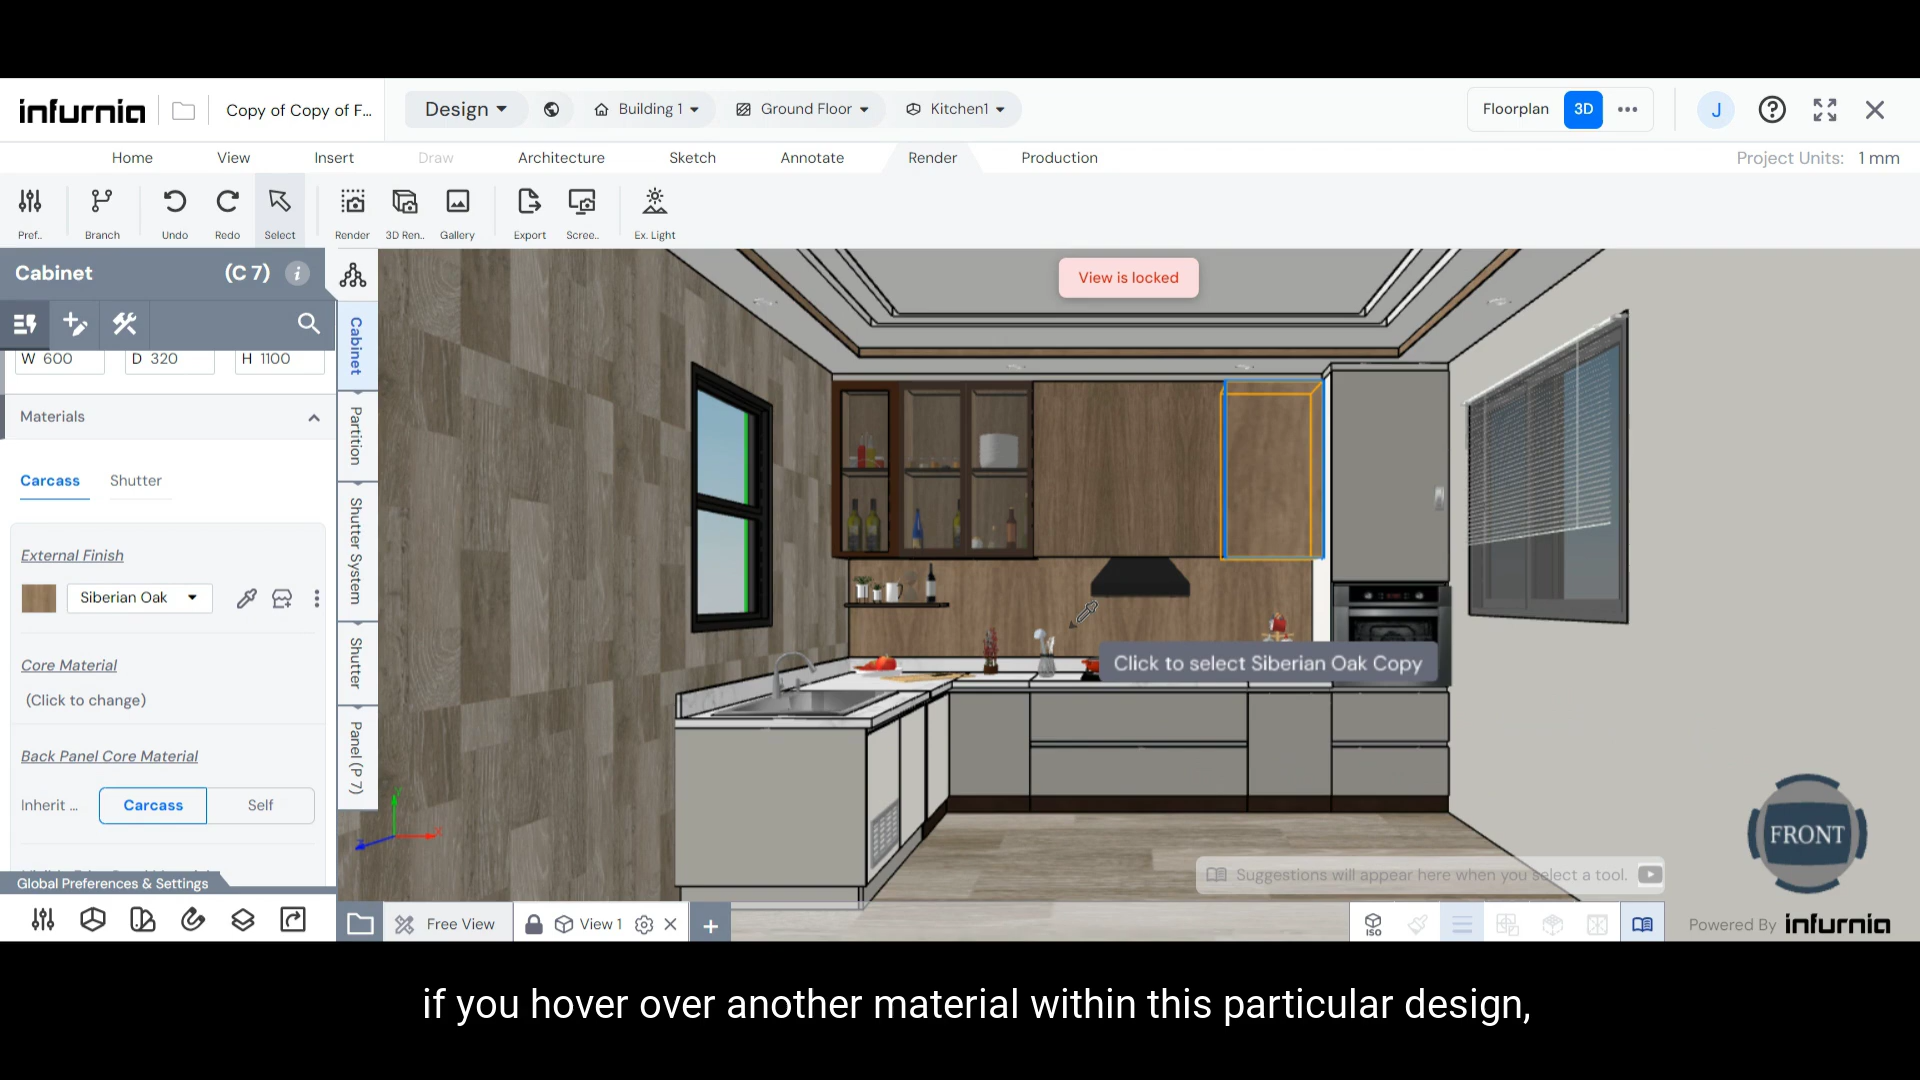 infurnia
Copy of Copy of F...
Design
Building 1
Ground Floor
Kitchen1
Floorplan
3D
J
Home
View
Insert
Draw
Architecture
Sketch
Annotate
Render
Production
Project Units: 1 mm
Pref..
Branch
Undo
Redo
Select
Render
3D Ren..
Gallery
Export
Scree..
Ex. Light
Cabinet (C 7)
View is locked
W 600
D 320
H 1100
Materials
Carcass
Shutter
External Finish
Siberian Oak
Core Material
(Click to change)
Back Panel Core Material
Inherit ...
Carcass
Self
Global Preferences & Settings
Cabinet
Partition
Shutter System
Shutter
Panel (P 7)
Click to select Siberian Oak Copy
FRONT
Suggestions will appear here when you select a tool.
Free View
View 1
ISO
Powered By infurnia
if you hover over another material within this particular design,